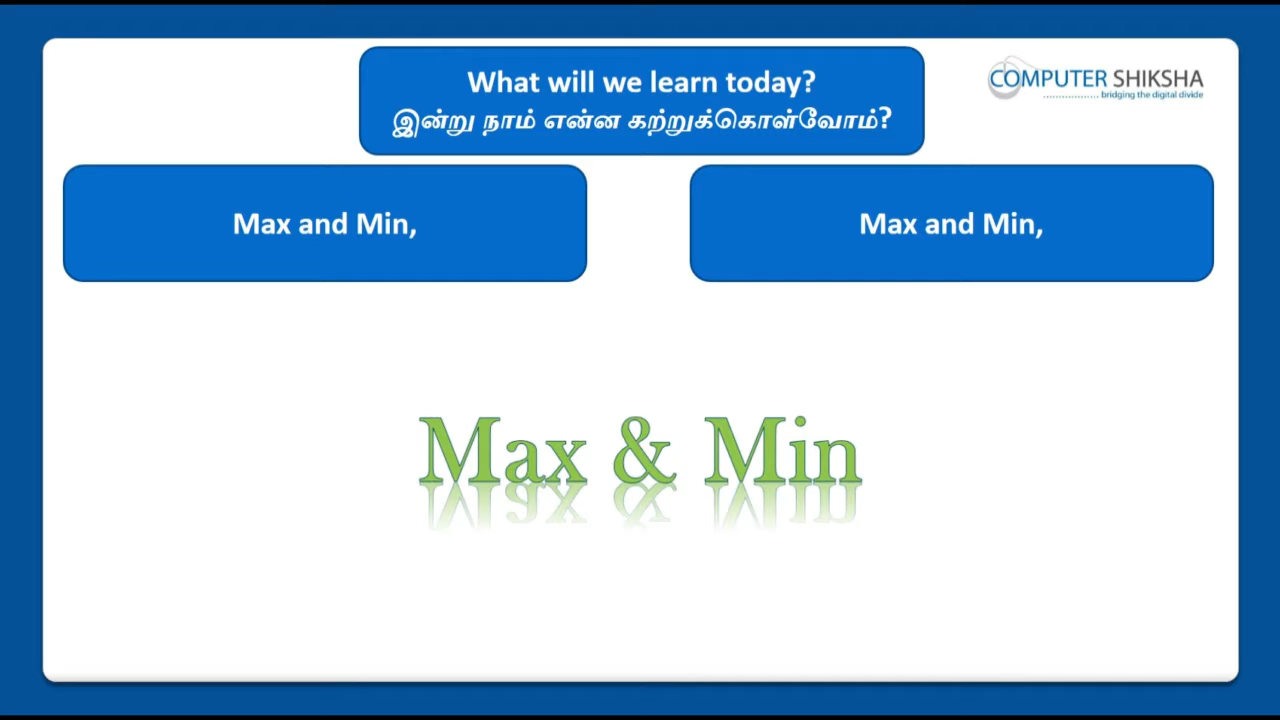 What will we learn today?
இன்று நாம் என்ன கற்றுக்கொள்வோம்?
COMPUTER SHIKSHA
bridging the digital divide
Max and Min,
Max and Min,
Max & Min